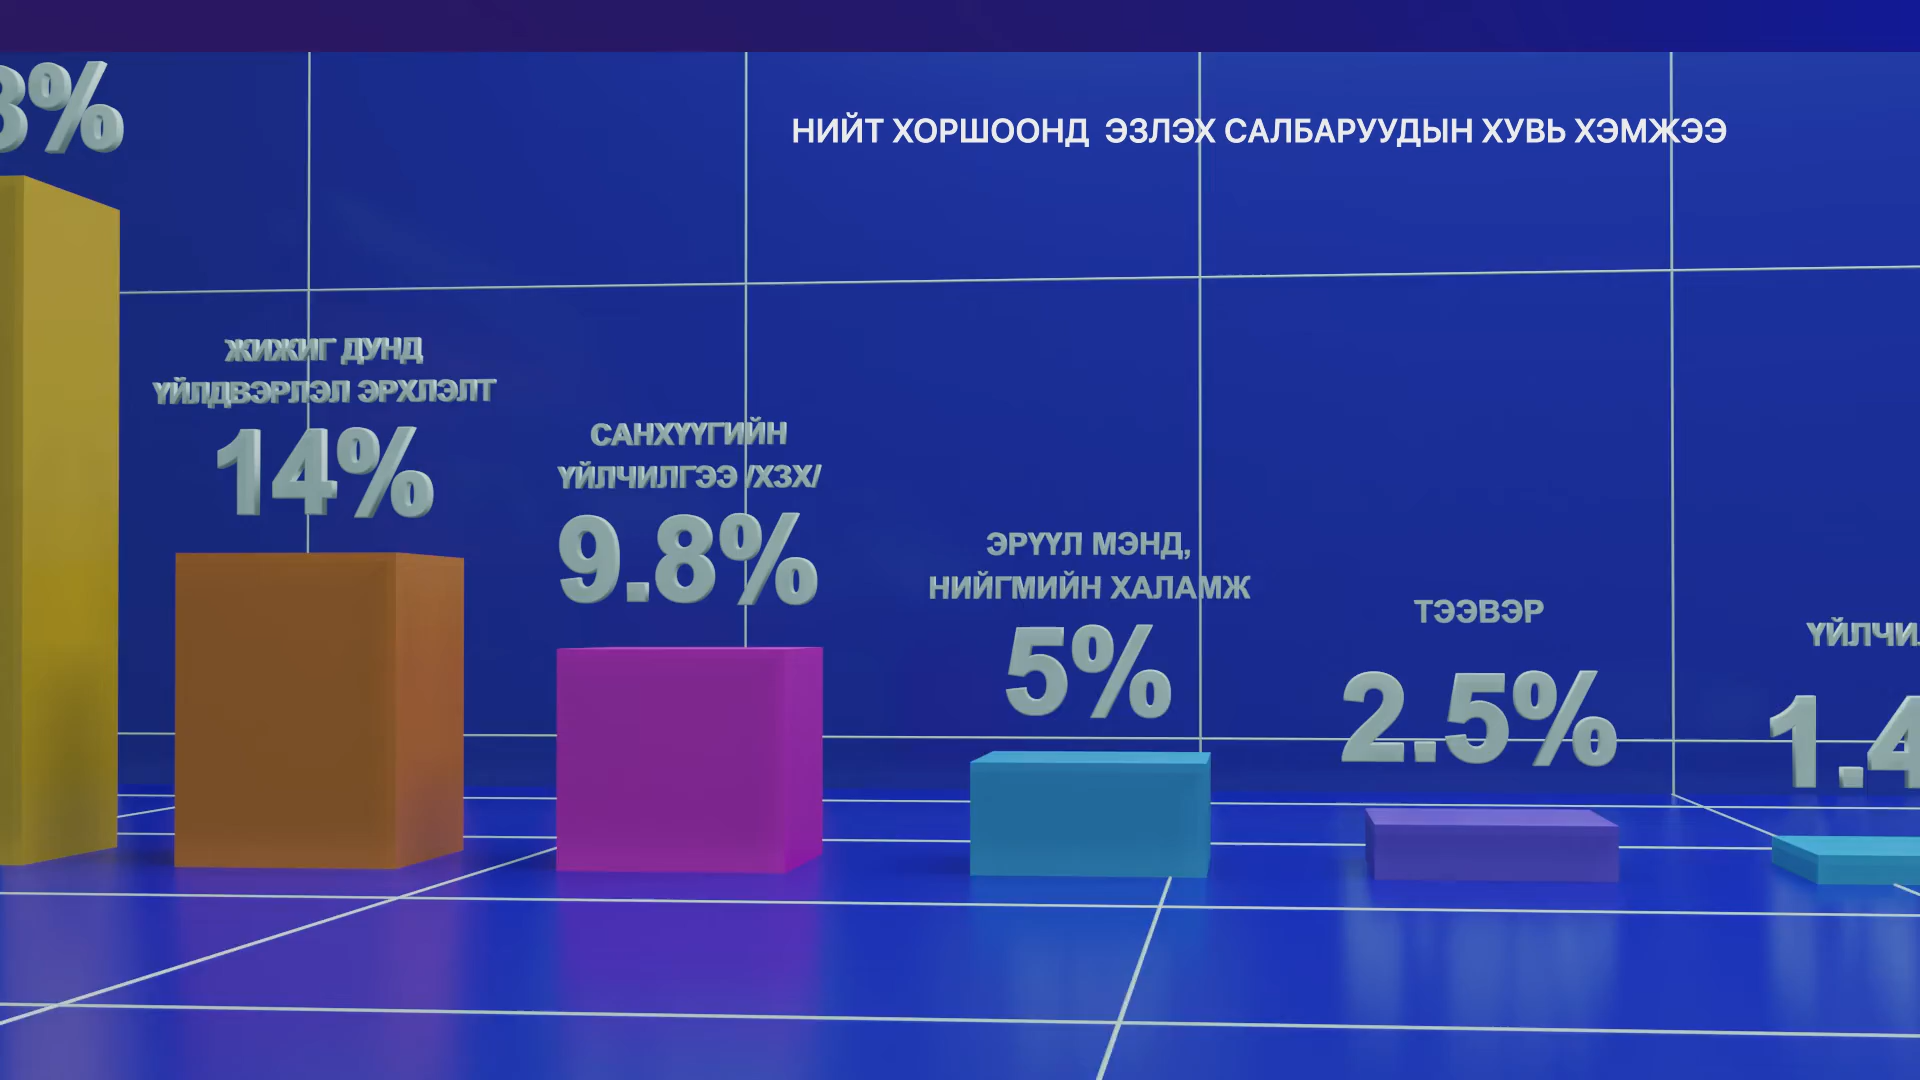 НИЙТ ХОРШООНД ЭЗЛЭХ САЛБАРУУДЫН ХУВЬ ХЭМЖЭЭ
ЖИЖИГ ДУНД
ҮЙЛДВЭРЛЭЛ ЭРХЛЭЛТ
14%
САНХҮҮГИЙН
ҮЙЛЧИЛГЭЭ /ХЗХ/
9.8%
ЭРҮҮЛ МЭНД,
НИЙГМИЙН ХАЛАМЖ
5%
ТЭЭВЭР
2.5%